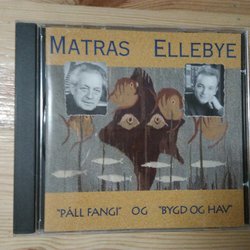 MATRAS ELLEBYE
"PÁLL FANGI" OG "BYGD OG HAV"